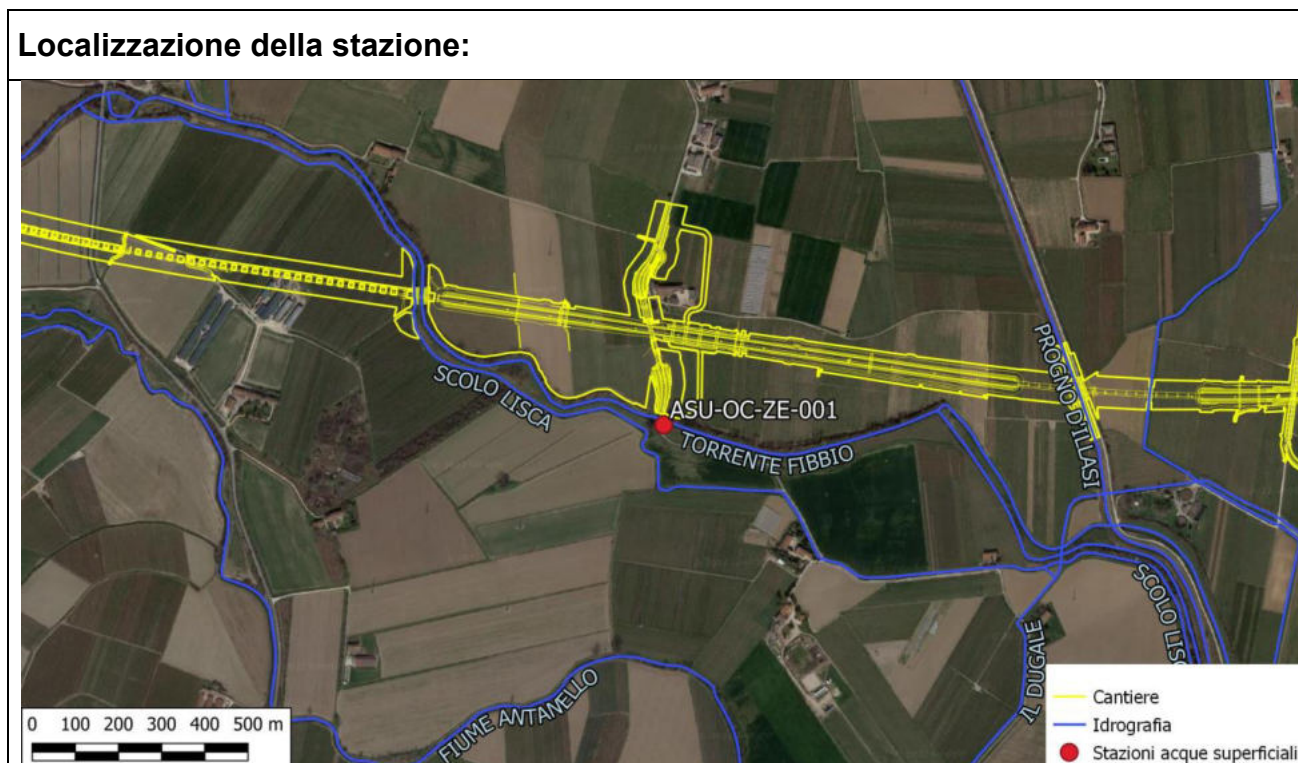 Localizzazione della stazione:
PROGNO D'ILLASI
SCOLO LISCA
ASU-OC-ZE-001
TORRENTE FIBBIO
SCOLO LISC
IL DUGALE
FIUME ANTANELLO
0 100 200 300 400 500 m
Cantiere
Idrografia
Stazioni acque superficiali